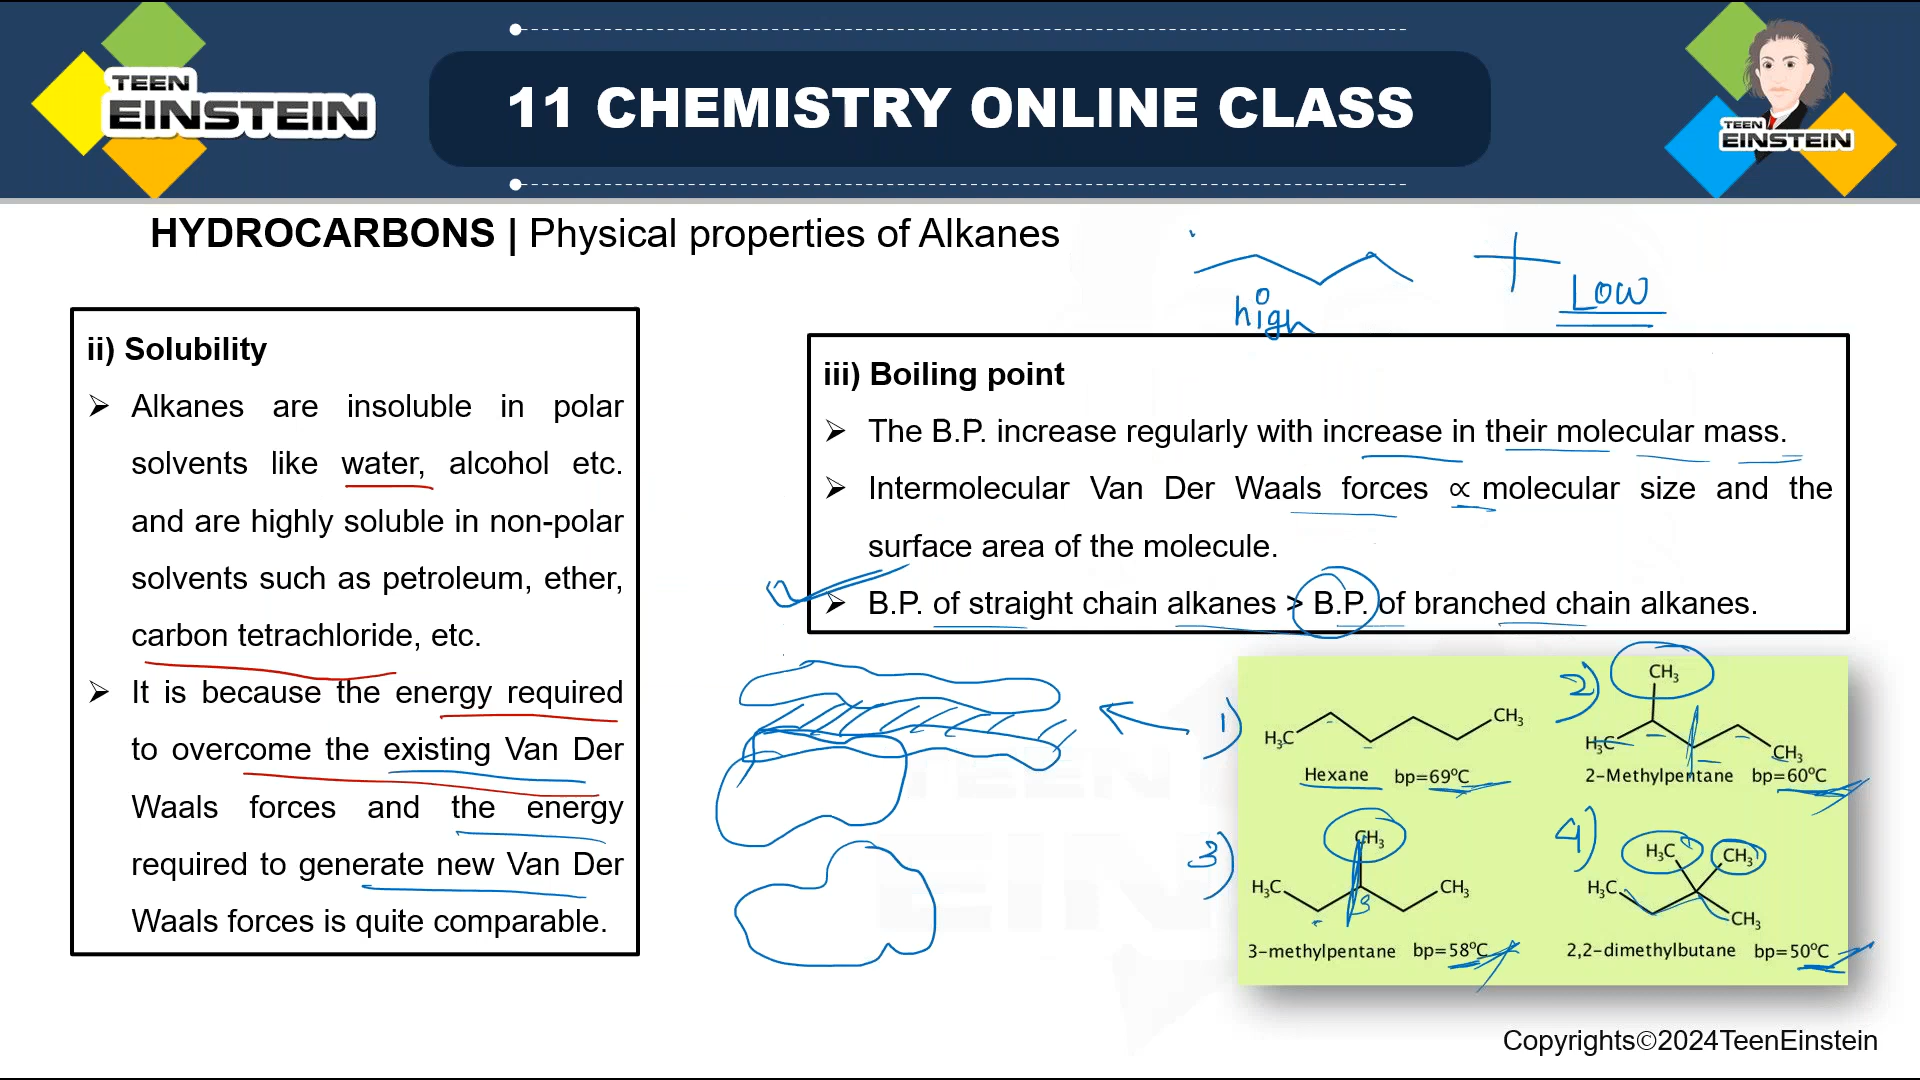 TEEN
EINSTEIN
11 CHEMISTRY ONLINE CLASS
TEEN
EINSTEIN
HYDROCARBONS | Physical properties of Alkanes
high
Low
ii) Solubility
➢ Alkanes are insoluble in polar
solvents like water, alcohol etc.
and are highly soluble in non-polar
solvents such as petroleum, ether,
carbon tetrachloride, etc.
➢ It is because the energy required
to overcome the existing Van Der
Waals forces and the energy
required to generate new Van Der
Waals forces is quite comparable.
iii) Boiling point
➢ The B.P. increase regularly with increase in their molecular mass.
➢ Intermolecular Van Der Waals forces ∝ molecular size and the
surface area of the molecule.
➢ B.P. of straight chain alkanes > B.P. of branched chain alkanes.
1)
H₃C CH₃
Hexane bp=69⁰C
2)
CH₃
H₃C CH₃
2-Methylpentane bp=60⁰C
3)
CH₃
H₃C CH₃
3
3-methylpentane bp=58⁰C
4)
H₃C CH₃
H₃C CH₃
2,2-dimethylbutane bp=50⁰C
Copyrights©2024TeenEinstein